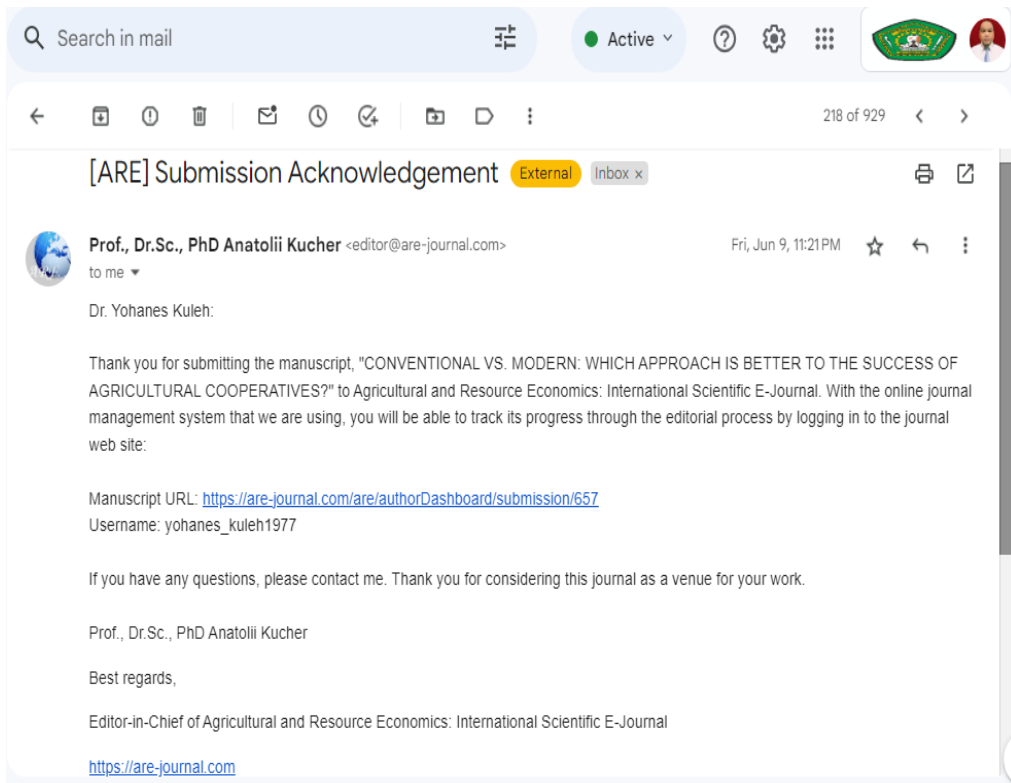 Search in mail
Active
218 of 929
[ARE] Submission Acknowledgement External Inbox x
Prof., Dr.Sc., PhD Anatolii Kucher <editor@are-journal.com> Fri, Jun 9, 11:21 PM
to me
Dr. Yohanes Kuleh:
Thank you for submitting the manuscript, "CONVENTIONAL VS. MODERN: WHICH APPROACH IS BETTER TO THE SUCCESS OF
AGRICULTURAL COOPERATIVES?" to Agricultural and Resource Economics: International Scientific E-Journal. With the online journal
management system that we are using, you will be able to track its progress through the editorial process by logging in to the journal
web site:
Manuscript URL: https://are-journal.com/are/authorDashboard/submission/657
Username: yohanes_kuleh1977
If you have any questions, please contact me. Thank you for considering this journal as a venue for your work.
Prof., Dr.Sc., PhD Anatolii Kucher
Best regards,
Editor-in-Chief of Agricultural and Resource Economics: International Scientific E-Journal
https://are-journal.com